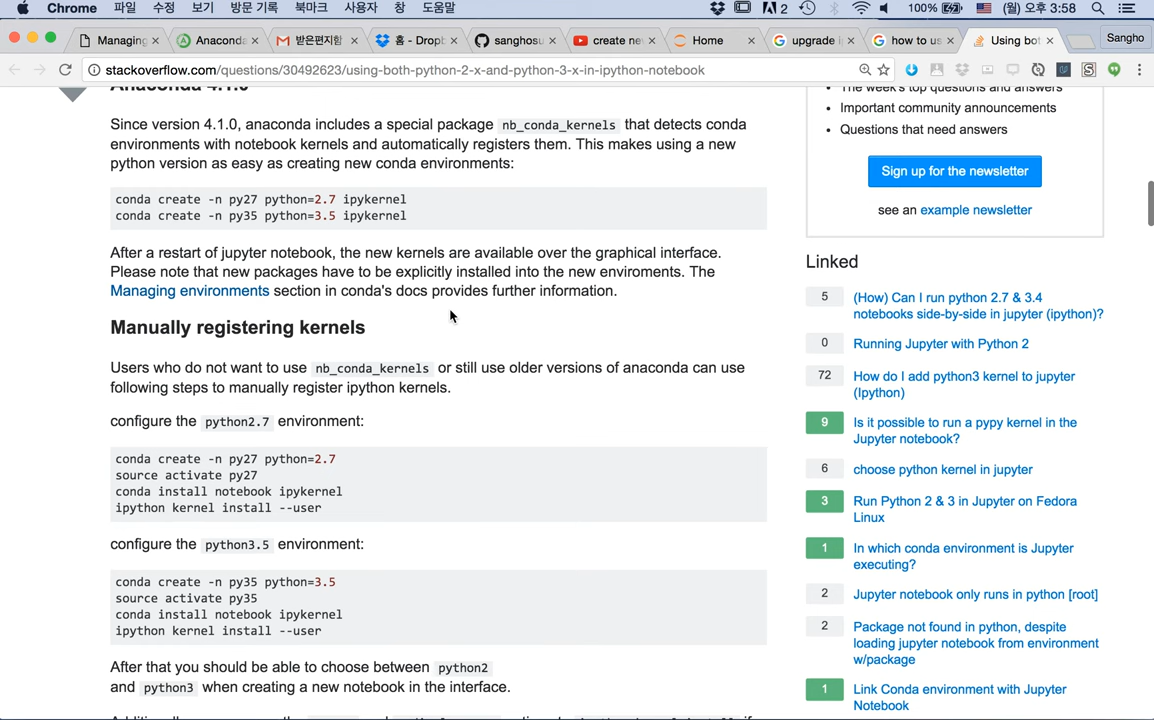 Chrome 파일 수정 보기 방문 기록 북마크 사용자 창 도움말 2 100% (월) 오후 3:58
Managing Anaconda 받은편지함 홈 - Dropb sanghosu create new Home upgrade i how to us Using bot Sangho
stackoverflow.com/questions/30492623/using-both-python-2-x-and-python-3-x-in-ipython-notebook
Anaconda 4.1.0
Since version 4.1.0, anaconda includes a special package nb_conda_kernels that detects conda
environments with notebook kernels and automatically registers them. This makes using a new
python version as easy as creating new conda environments:
conda create -n py27 python=2.7 ipykernel
conda create -n py35 python=3.5 ipykernel
After a restart of jupyter notebook, the new kernels are available over the graphical interface.
Please note that new packages have to be explicitly installed into the new enviroments. The
Managing environments section in conda's docs provides further information.
Manually registering kernels
Users who do not want to use nb_conda_kernels or still use older versions of anaconda can use
following steps to manually register ipython kernels.
configure the python2.7 environment:
conda create -n py27 python=2.7
source activate py27
conda install notebook ipykernel
ipython kernel install --user
configure the python3.5 environment:
conda create -n py35 python=3.5
source activate py35
conda install notebook ipykernel
ipython kernel install --user
After that you should be able to choose between python2
and python3 when creating a new notebook in the interface.
The week's top questions and answers
Important community announcements
Questions that need answers
Sign up for the newsletter
see an example newsletter
Linked
5 (How) Can I run python 2.7 & 3.4
notebooks side-by-side in jupyter (ipython)?
0 Running Jupyter with Python 2
72 How do I add python3 kernel to jupyter
(Ipython)
9 Is it possible to run a pypy kernel in the
Jupyter notebook?
6 choose python kernel in jupyter
3 Run Python 2 & 3 in Jupyter on Fedora
Linux
1 In which conda environment is Jupyter
executing?
2 Jupyter notebook only runs in python [root]
2 Package not found in python, despite
loading jupyter notebook from environment
w/package
1 Link Conda environment with Jupyter
Notebook